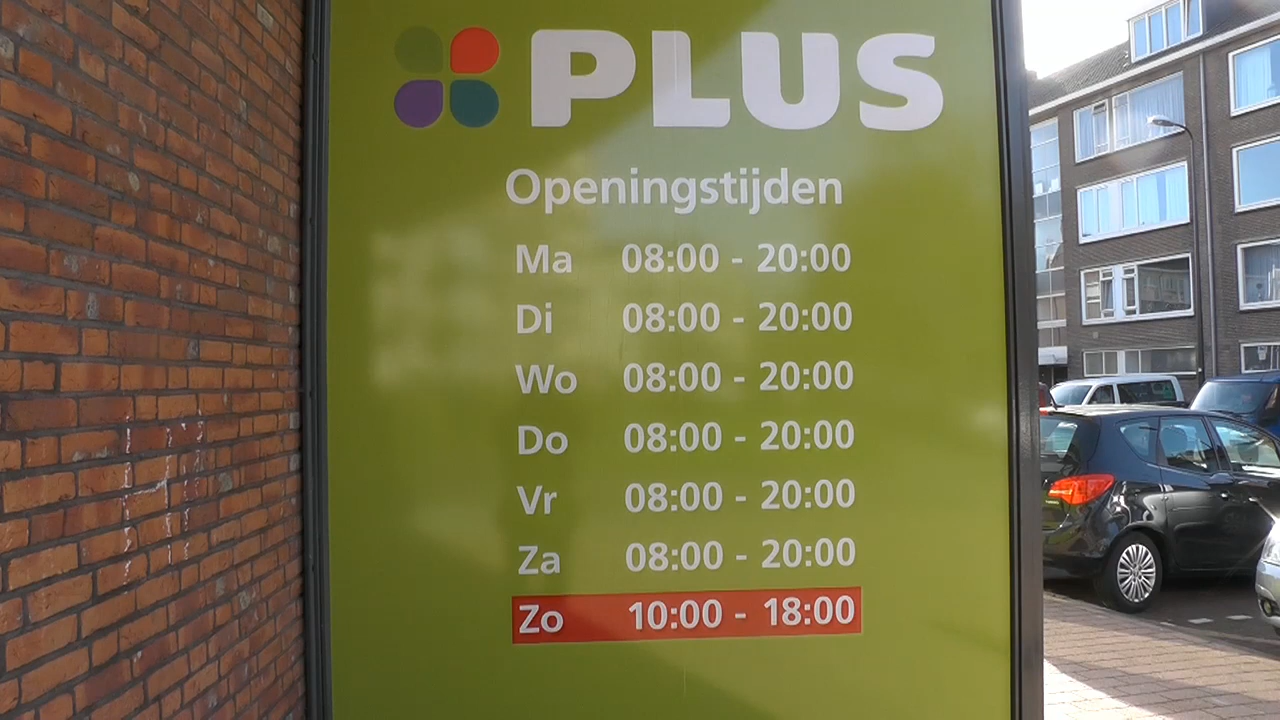 PLUS
Openingstijden
Ma 08:00 - 20:00
Di 08:00 - 20:00
Wo 08:00 - 20:00
Do 08:00 - 20:00
Vr 08:00 - 20:00
Za 08:00 - 20:00
Zo 10:00 - 18:00